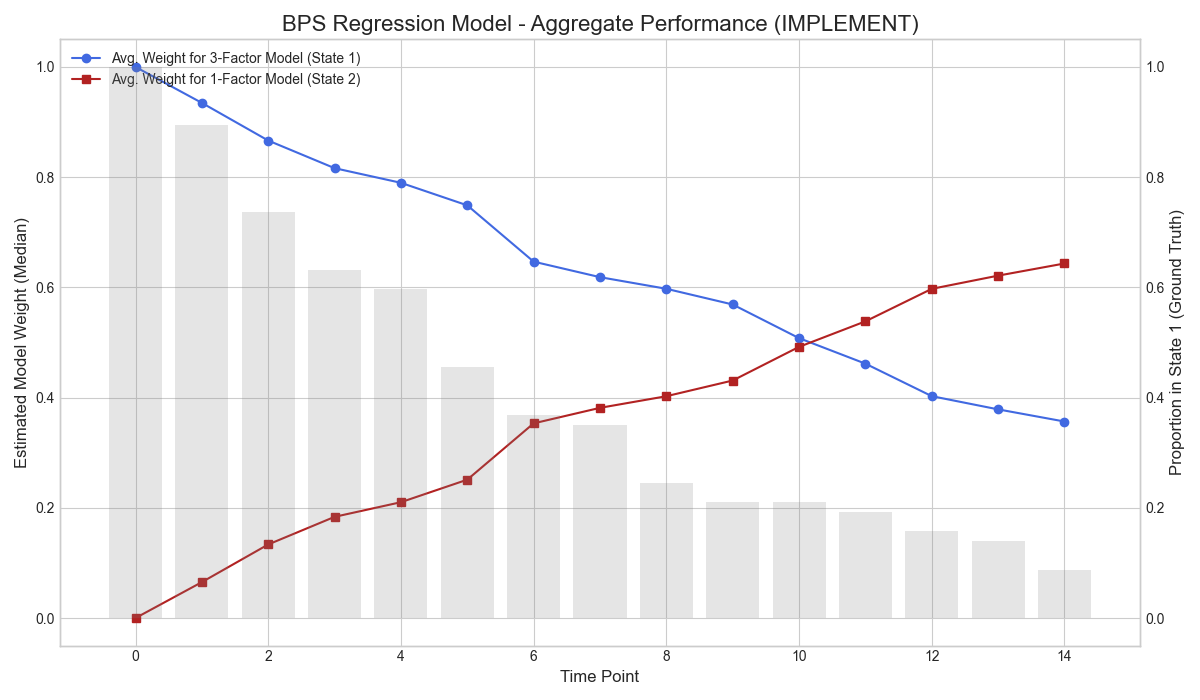 BPS Regression Model - Aggregate Performance (IMPLEMENT)
Avg. Weight for 3-Factor Model (State 1)
Avg. Weight for 1-Factor Model (State 2)
Estimated Model Weight (Median)
1.0
0.8
0.6
0.4
0.2
0.0
1.0
0.8
0.6
0.4
0.2
0.0
Proportion in State 1 (Ground Truth)
0 2 4 6 8 10 12 14
Time Point